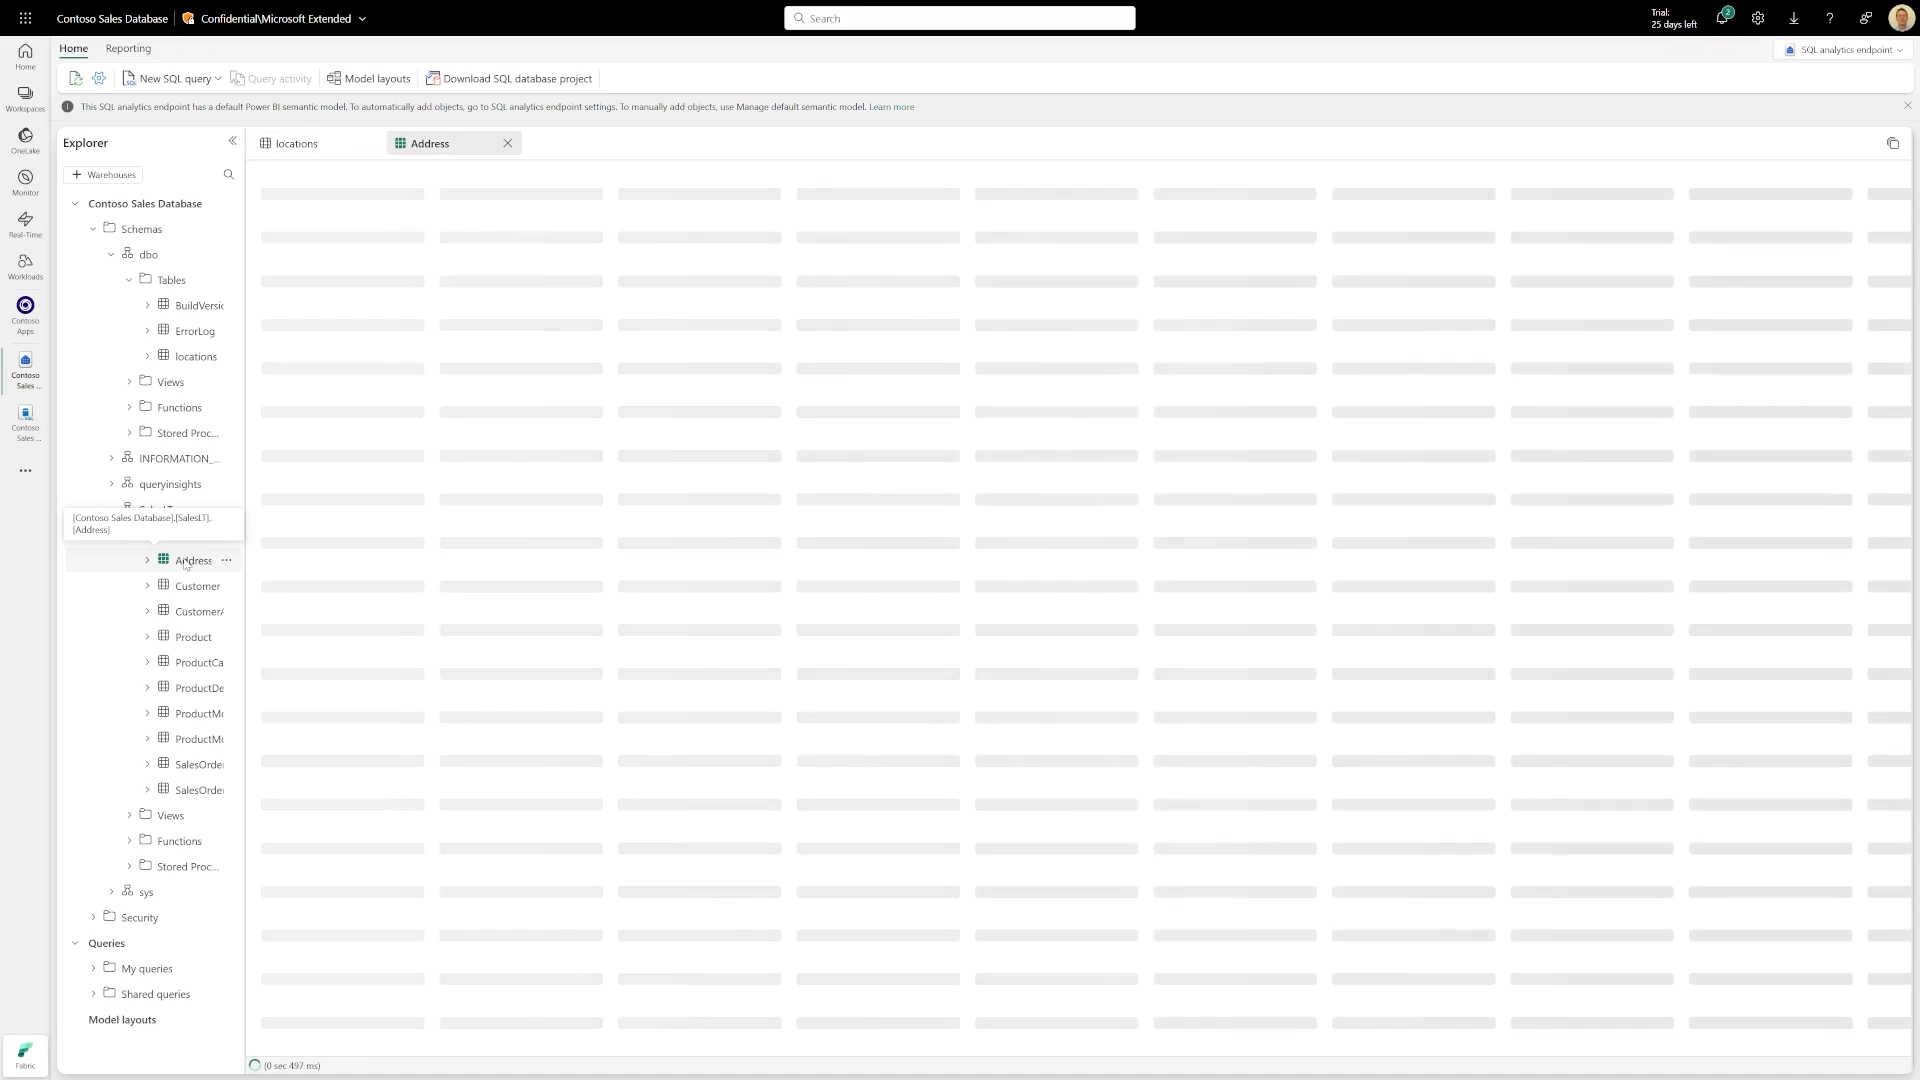 Contoso Sales Database
Confidential\Microsoft Extended
Search
Trial:
25 days left
2
Home
Workspaces
OneLake
Monitor
Real-Time
Workloads
Contoso
Apps
Contoso
Sales ...
Contoso
Sales ...
Fabric
Home
Reporting
SQL analytics endpoint
New SQL query
Query activity
Model layouts
Download SQL database project
This SQL analytics endpoint has a default Power BI semantic model. To automatically add objects, go to SQL analytics endpoint settings. To manually add objects, use Manage default semantic model. Learn more
Explorer
+ Warehouses
Contoso Sales Database
Schemas
dbo
Tables
BuildVersic
ErrorLog
locations
Views
Functions
Stored Proc...
INFORMATION_...
queryinsights
[Contoso Sales Database].[SalesLT].
[Address]
Address
Customer
CustomerA
Product
ProductCa
ProductDe
ProductMo
ProductMo
SalesOrder
SalesOrder
Views
Functions
Stored Proc...
sys
Security
Queries
My queries
Shared queries
Model layouts
locations
Address
(0 sec 497 ms)